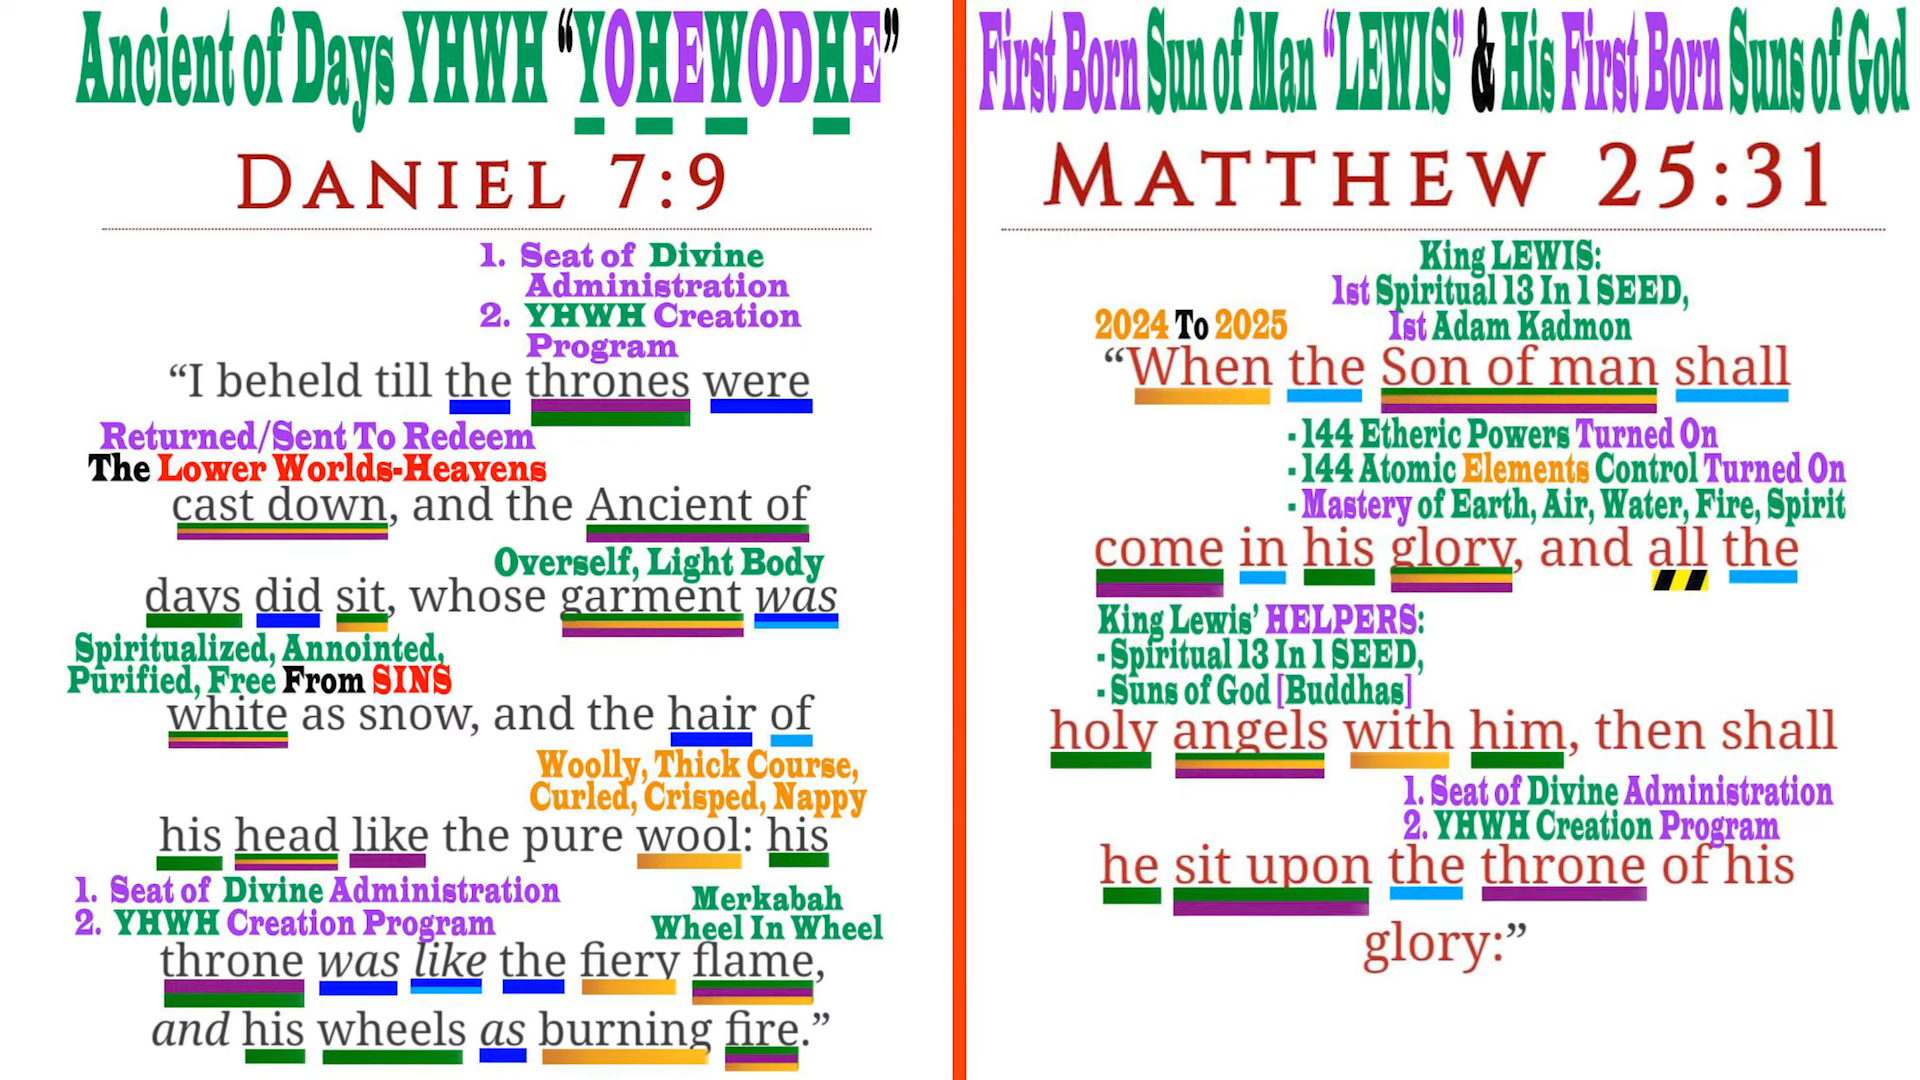 Ancient of Days YHWH “YOHEWODHE”
DANIEL 7:9
1. Seat of Divine
Administration
2. YHWH Creation
Program
“I beheld till the thrones were
Returned/Sent To Redeem
The Lower Worlds-Heavens
cast down, and the Ancient of
Overself, Light Body
days did sit, whose garment was
Spiritualized, Annointed,
Purified, Free From SINS
white as snow, and the hair of
Woolly, Thick Course,
Curled, Crisped, Nappy
his head like the pure wool: his
1. Seat of Divine Administration
2. YHWH Creation Program
Merkabah
Wheel In Wheel
throne was like the fiery flame,
and his wheels as burning fire.”
First Born Sun of Man “LEWIS” & His First Born Suns of God
MATTHEW 25:31
King LEWIS:
1st Spiritual 13 In 1 SEED,
1st Adam Kadmon
2024 To 2025
“When the Son of man shall
- 144 Etheric Powers Turned On
- 144 Atomic Elements Control Turned On
- Mastery of Earth, Air, Water, Fire, Spirit
come in his glory, and all the
King Lewis’ HELPERS:
- Spiritual 13 In 1 SEED,
- Suns of God [Buddhas]
holy angels with him, then shall
1. Seat of Divine Administration
2. YHWH Creation Program
he sit upon the throne of his
glory:”